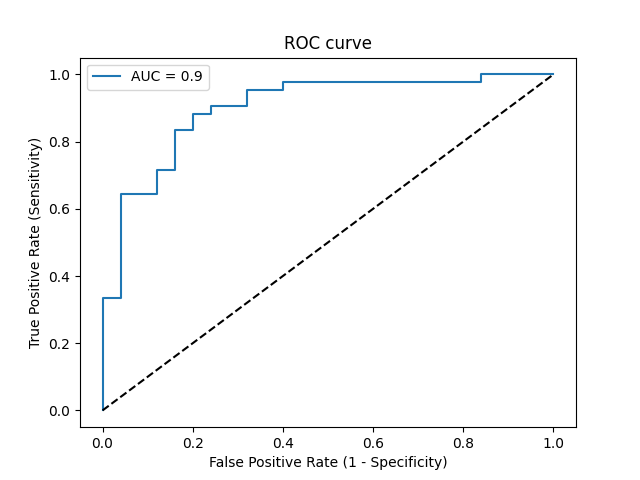 ROC curve
AUC = 0.9
True Positive Rate (Sensitivity)
1.0
0.8
0.6
0.4
0.2
0.0
0.0 0.2 0.4 0.6 0.8 1.0
False Positive Rate (1 - Specificity)